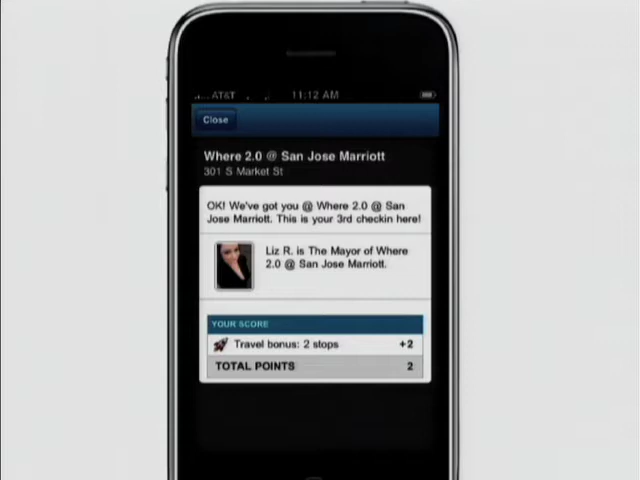 AT&T 11:12 AM
Close
Where 2.0 @ San Jose Marriott
301 S Market St
OK! We've got you @ Where 2.0 @ San
Jose Marriott. This is your 3rd checkin here!
Liz R. is The Mayor of Where
2.0 @ San Jose Marriott.
YOUR SCORE
Travel bonus: 2 stops +2
TOTAL POINTS 2